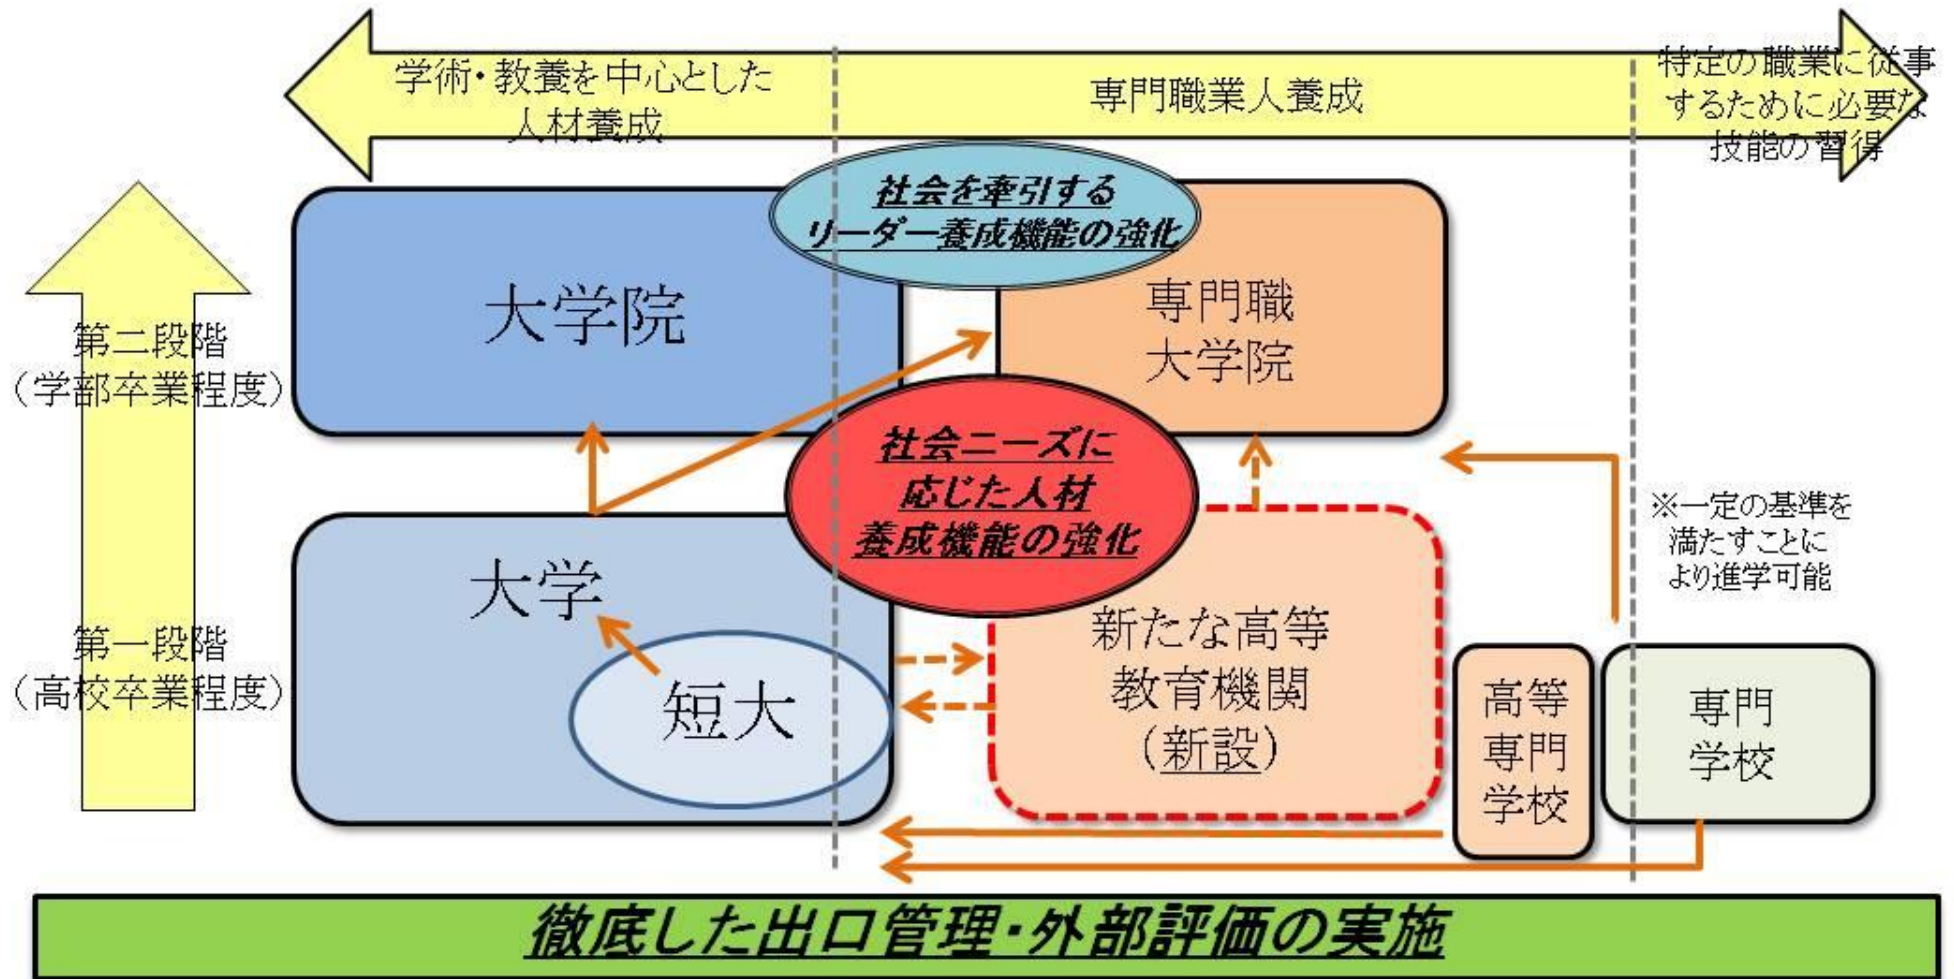 学術・教養を中心とした
人材養成
専門職業人養成
特定の職業に従事
するために必要な
技能の習得
社会を牽引する
リーダー養成機能の強化
第二段階
（学部卒業程度）
大学院
専門職
大学院
社会ニーズに
応じた人材
養成機能の強化
※一定の基準を
満たすことに
より進学可能
第一段階
（高校卒業程度）
大学
短大
新たな高等
教育機関
（新設）
高等
専門
学校
専門
学校
徹底した出口管理・外部評価の実施